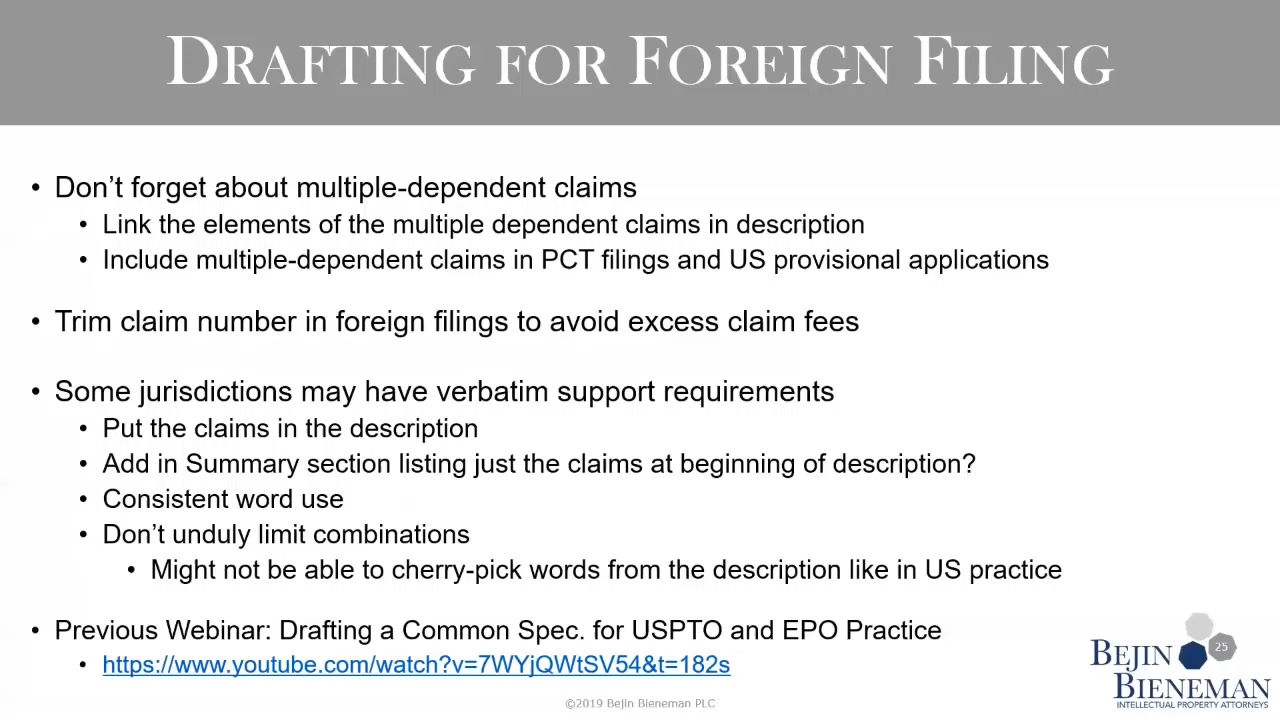 DRAFTING FOR FOREIGN FILING
• Don't forget about multiple-dependent claims
• Link the elements of the multiple dependent claims in description
• Include multiple-dependent claims in PCT filings and US provisional applications
• Trim claim number in foreign filings to avoid excess claim fees
• Some jurisdictions may have verbatim support requirements
• Put the claims in the description
• Add in Summary section listing just the claims at beginning of description?
• Consistent word use
• Don't unduly limit combinations
• Might not be able to cherry-pick words from the description like in US practice
• Previous Webinar: Drafting a Common Spec. for USPTO and EPO Practice
• https://www.youtube.com/watch?v=7WYjQWtSV54&t=182s
25
BEJIN
BIENEMAN
INTELLECTUAL PROPERTY ATTORNEYS
©2019 Bejin Bieneman PLC